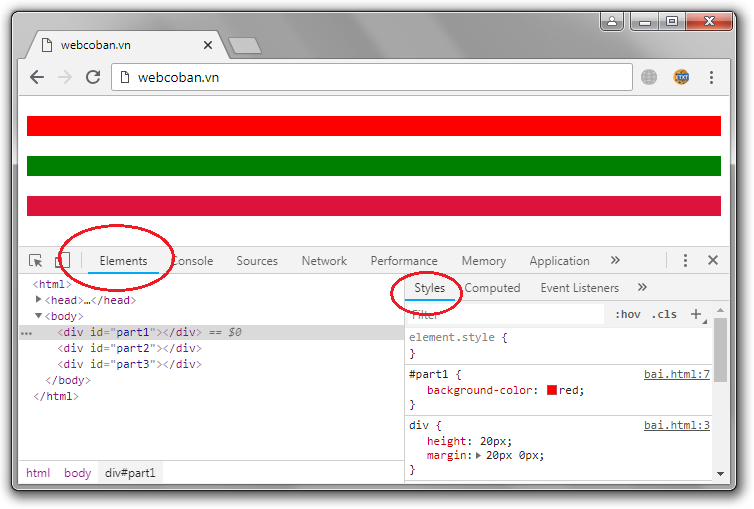 webcoban.vn
webcoban.vn
TXT
Elements Console Sources Network Performance Memory Application »
<html>
<head>…</head>
<body>
<div id="part1"></div> == $0
<div id="part2"></div>
<div id="part3"></div>
</body>
</html>
html body div#part1
Styles Computed Event Listeners »
Filter :hov .cls +
element.style {
}
#part1 { bai.html:7
background-color: red;
}
div { bai.html:3
height: 20px;
margin: 20px 0px;
}